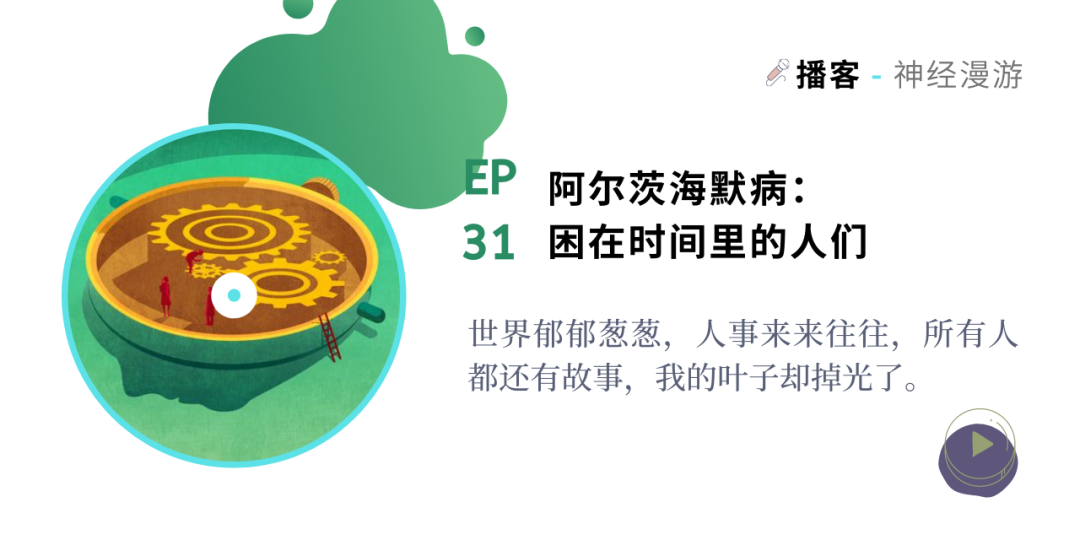 播客 - 神经漫游
EP
31
阿尔茨海默病：
困在时间里的人们
世界郁郁葱葱，人事来来往往，所有人
都还有故事，我的叶子却掉光了。